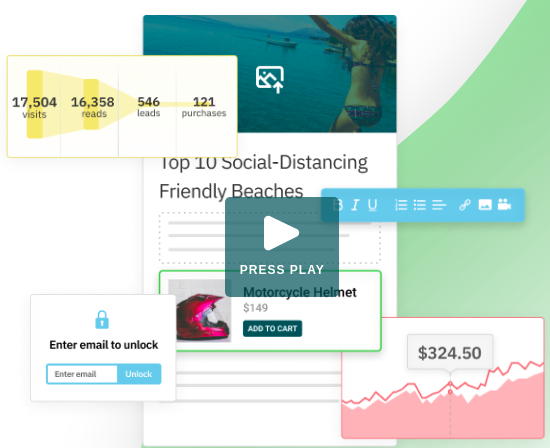 17,504
visits
16,358
reads
546
leads
121
purchases
Top 10 Social-Distancing
Friendly Beaches
B I U
PRESS PLAY
Motorcycle Helmet
$149
ADD TO CART
Enter email to unlock
Enter email
Unlock
$324.50